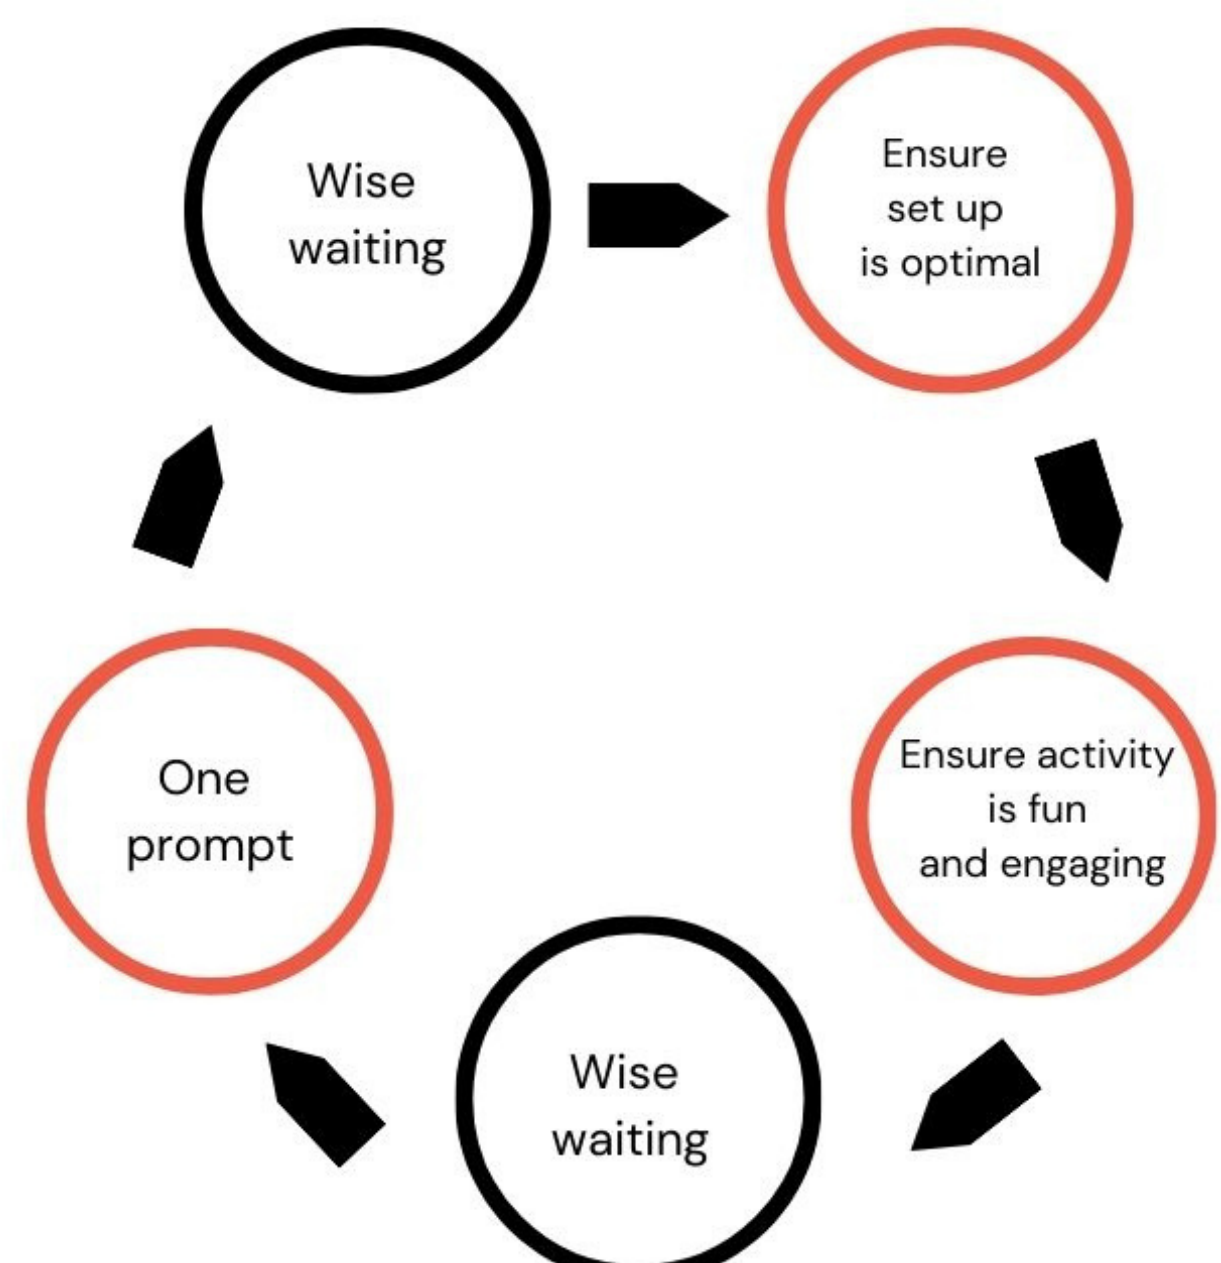 Wise
waiting
Ensure
set up
is optimal
Ensure activity
is fun
and engaging
Wise
waiting
One
prompt